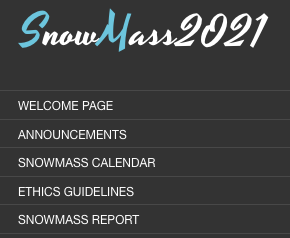 SnowMass2021
WELCOME PAGE
ANNOUNCEMENTS
SNOWMASS CALENDAR
ETHICS GUIDELINES
SNOWMASS REPORT